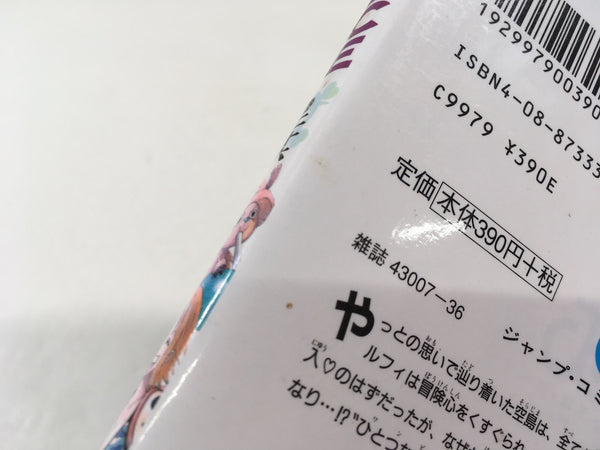 192997900390
ISBN4-08-87333
C9979 ¥390E
定価 本体390円+税
雑誌 43007-36
ジャンプ・コミ
やっとの思いで辿り着いた空島は、全て
ルフィは冒険心をくすぐられ
入♡のはずだったが、なぜか
なり…!?"ひとつ